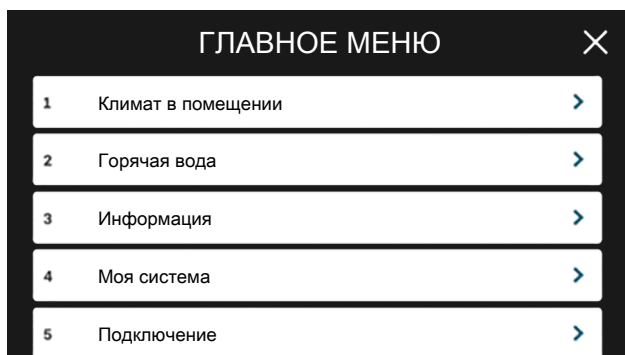 ГЛАВНОЕ МЕНЮ
1 Климат в помещении
2 Горячая вода
3 Информация
4 Моя система
5 Подключение